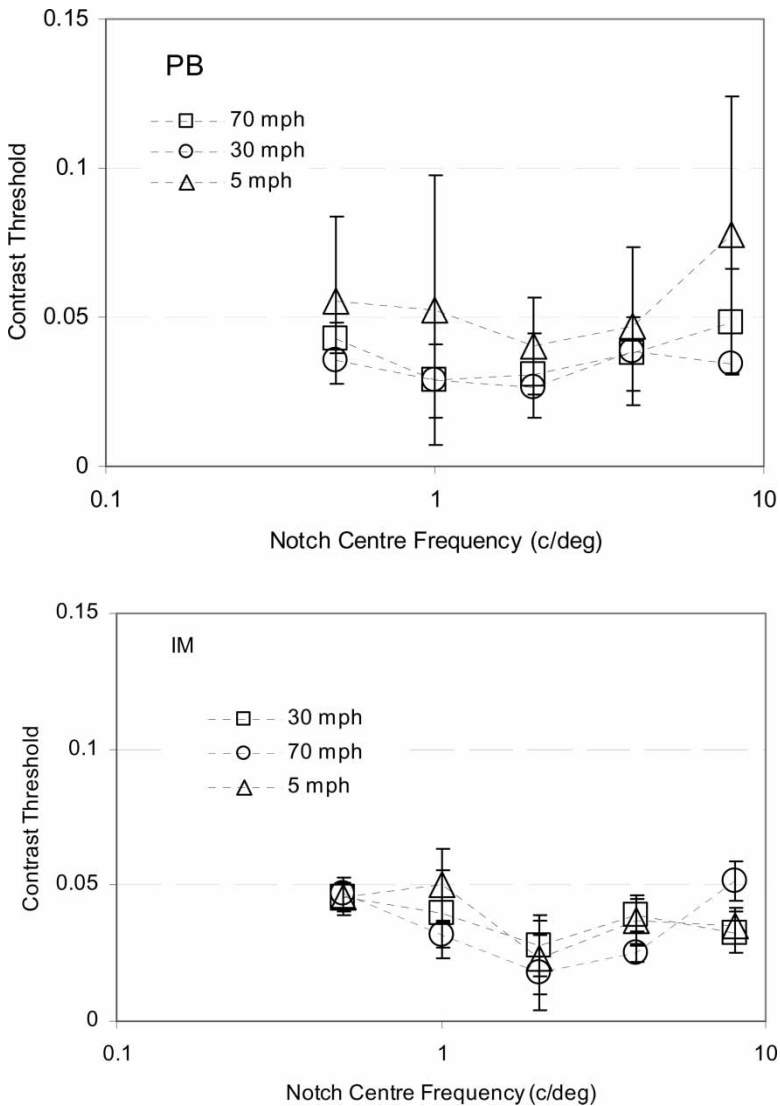 0.15
PB
70 mph
30 mph
5 mph
0.1
0.05
0
0.1 1 10
Contrast Threshold
Notch Centre Frequency (c/deg)
0.15
IM
30 mph
70 mph
5 mph
0.1
0.05
0
0.1 1 10
Contrast Threshold
Notch Centre Frequency (c/deg)